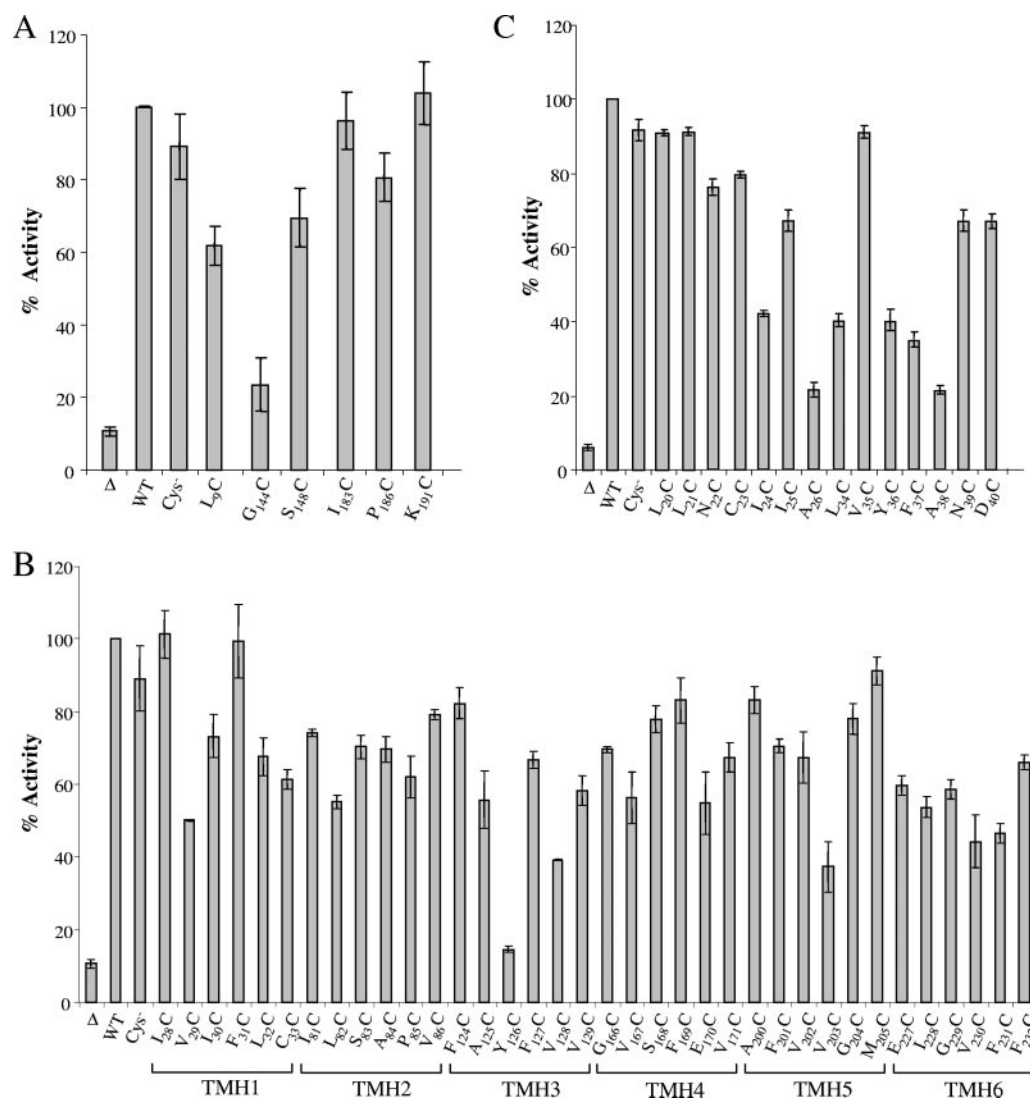 A
% Activity
120
100
80
60
40
20
0
Δ WT Cys⁻ L₉C G₁₄₄C S₁₄₈C I₁₈₃C P₁₈₆C K₁₉₁C
C
% Activity
120
100
80
60
40
20
0
Δ WT Cys⁻ L₂₀C L₂₁C N₂₂C C₂₃C I₂₄C I₂₅C A₂₆C L₃₄C V₃₅C Y₃₆C F₃₇C A₃₈C N₃₉C D₄₀C
B
% Activity
120
100
80
60
40
20
0
Δ WT Cys⁻ I₂₈C V₂₉C I₃₀C F₃₁C L₃₂C C₃₃C I₈₁C L₈₂C S₈₃C A₈₄C P₈₅C V₈₆C F₁₂₄C A₁₂₅C Y₁₂₆C F₁₂₇C V₁₂₈C V₁₂₉C G₁₆₆C V₁₆₇C S₁₆₈C F₁₆₉C E₁₇₀C V₁₇₁C A₂₀₀C F₂₀₁C V₂₀₂C V₂₀₃C G₂₀₄C M₂₀₅C E₂₂₇C I₂₂₈C G₂₂₉C V₂₃₀C F₂₃₁C
TMH1 TMH2 TMH3 TMH4 TMH5 TMH6